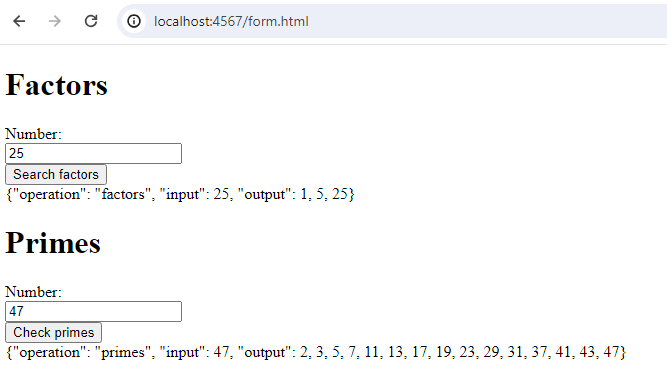 localhost:4567/form.html
Factors
Number:
25
Search factors
{"operation": "factors", "input": 25, "output": 1, 5, 25}
Primes
Number:
47
Check primes
{"operation": "primes", "input": 47, "output": 2, 3, 5, 7, 11, 13, 17, 19, 23, 29, 31, 37, 41, 43, 47}